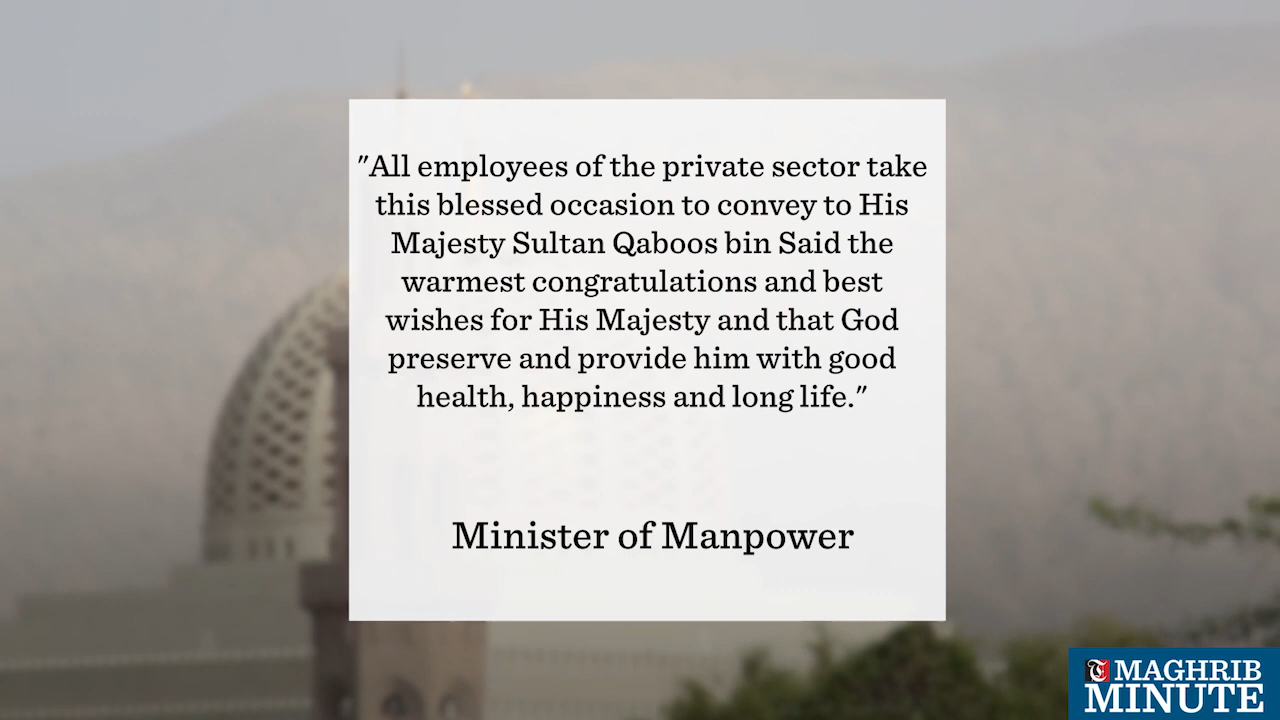 "All employees of the private sector take
this blessed occasion to convey to His
Majesty Sultan Qaboos bin Said the
warmest congratulations and best
wishes for His Majesty and that God
preserve and provide him with good
health, happiness and long life."
Minister of Manpower
T MAGHRIB
MINUTE